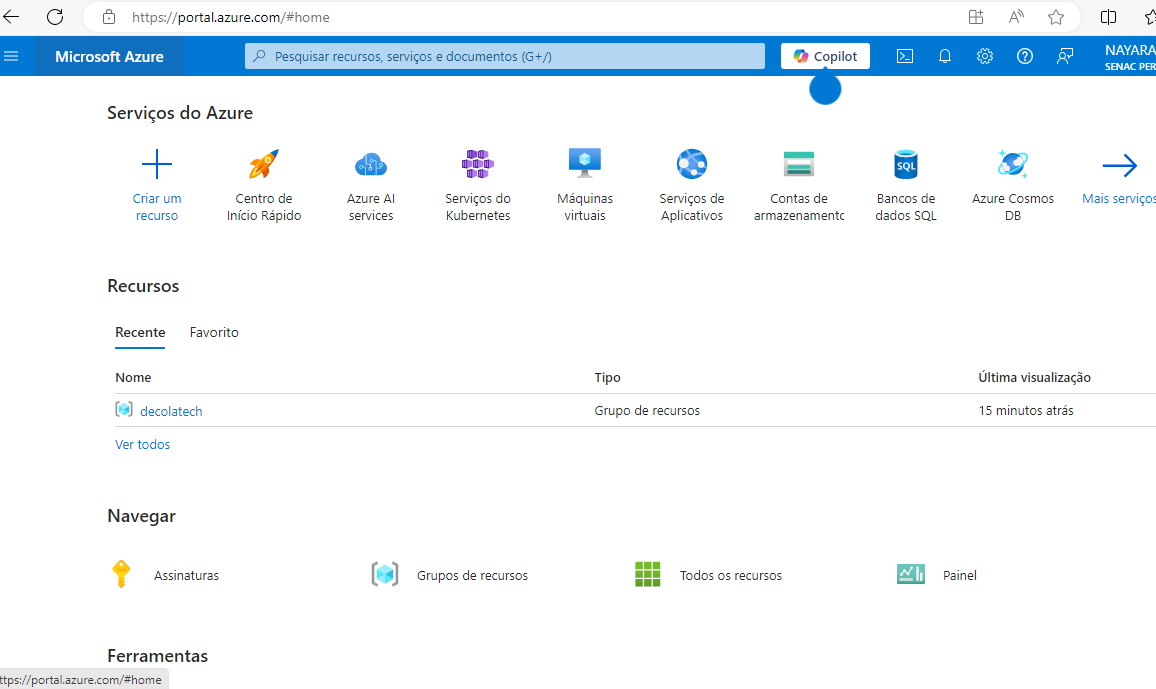 https://portal.azure.com/#home
Microsoft Azure
Pesquisar recursos, serviços e documentos (G+/)
Copilot
NAYARA
SENAC PER
Serviços do Azure
Criar um
recurso
Centro de
Início Rápido
Azure AI
services
Serviços do
Kubernetes
Máquinas
virtuais
Serviços de
Aplicativos
Contas de
armazenamento
SQL
Bancos de
dados SQL
Azure Cosmos
DB
Mais serviços
Recursos
Recente
Favorito
Nome
Tipo
Última visualização
decolatech
Grupo de recursos
15 minutos atrás
Ver todos
Navegar
Assinaturas
Grupos de recursos
Todos os recursos
Painel
Ferramentas
ttps://portal.azure.com/#home